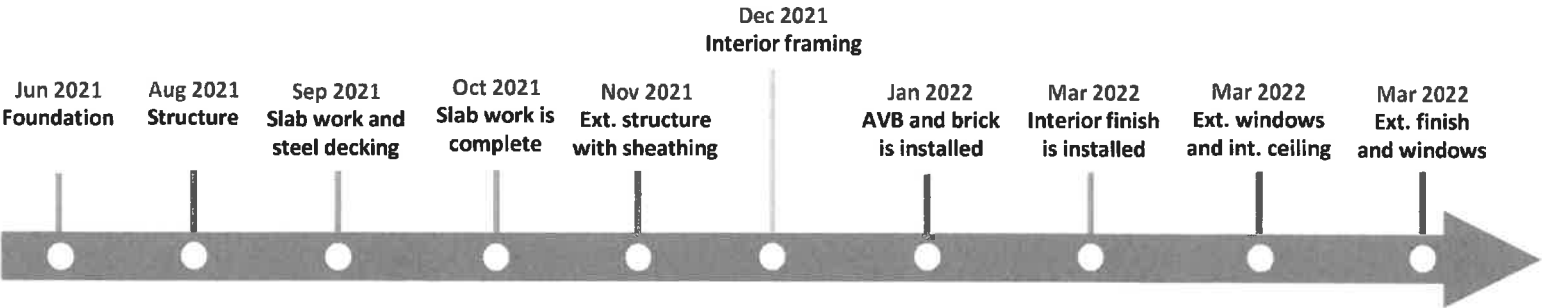 Jun 2021
Foundation
Aug 2021
Structure
Sep 2021
Slab work and
steel decking
Oct 2021
Slab work is
complete
Nov 2021
Ext. structure
with sheathing
Dec 2021
Interior framing
Jan 2022
AVB and brick
is installed
Mar 2022
Interior finish
is installed
Mar 2022
Ext. windows
and int. ceiling
Mar 2022
Ext. finish
and windows